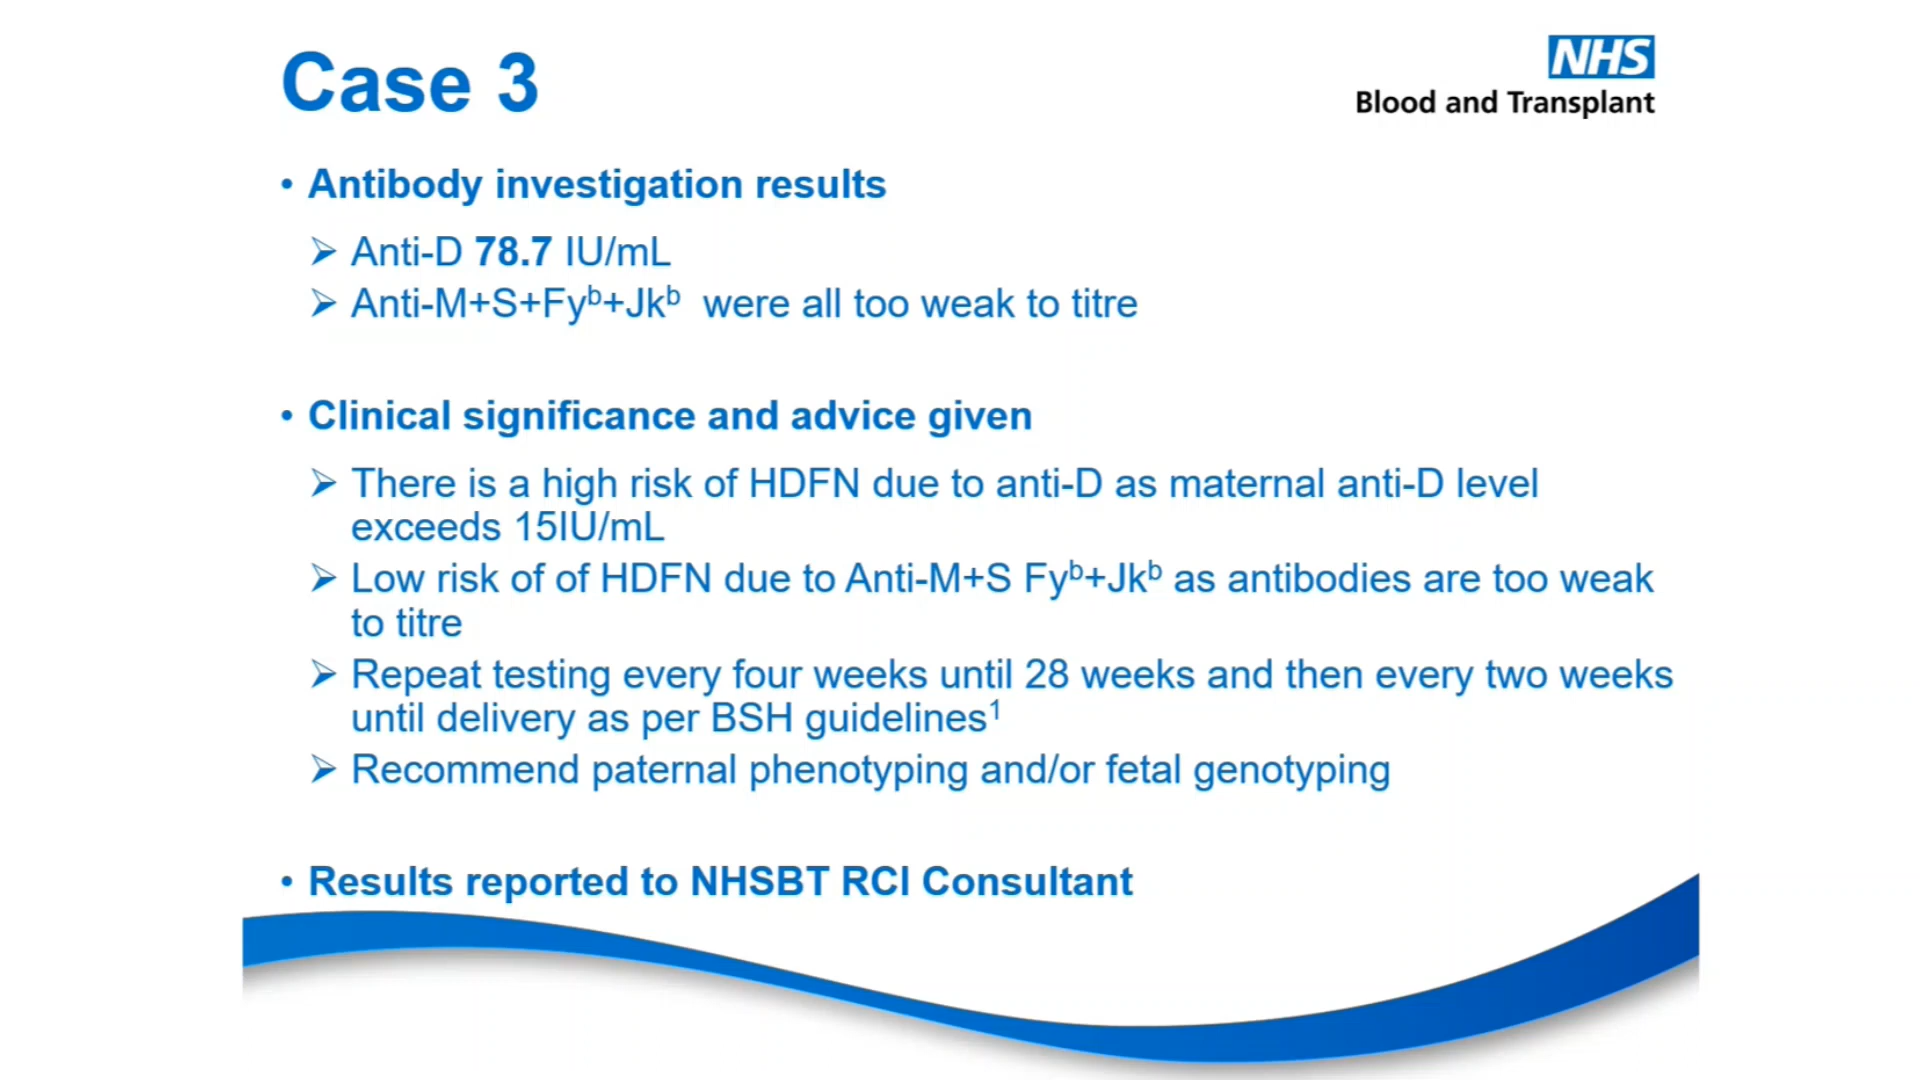 Case 3
NHS
Blood and Transplant
• Antibody investigation results
➢ Anti-D 78.7 IU/mL
➢ Anti-M+S+Fyᵇ+Jkᵇ were all too weak to titre
• Clinical significance and advice given
➢ There is a high risk of HDFN due to anti-D as maternal anti-D level
exceeds 15IU/mL
➢ Low risk of of HDFN due to Anti-M+S Fyᵇ+Jkᵇ as antibodies are too weak
to titre
➢ Repeat testing every four weeks until 28 weeks and then every two weeks
until delivery as per BSH guidelines¹
➢ Recommend paternal phenotyping and/or fetal genotyping
• Results reported to NHSBT RCI Consultant